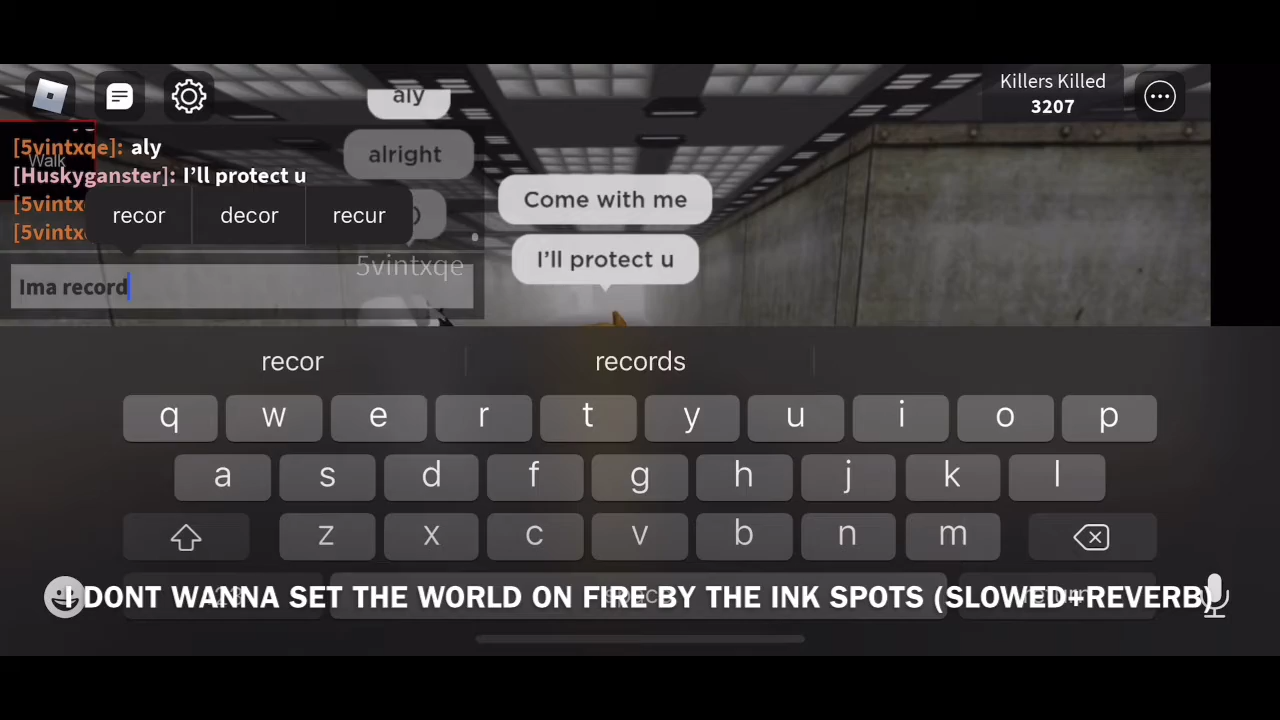 Killers Killed
3207
aly
[5vintxqe]: aly
alright
Walk
[Huskyganster]: I’ll protect u
Come with me
[5vintx
recor decor recur
[5vintx
I’ll protect u
5vintxqe
Ima record
recor records
q w e r t y u i o p
a s d f g h j k l
z x c v b n m
I DONT WANNA SET THE WORLD ON FIRE BY THE INK SPOTS (SLOWED+REVERB)